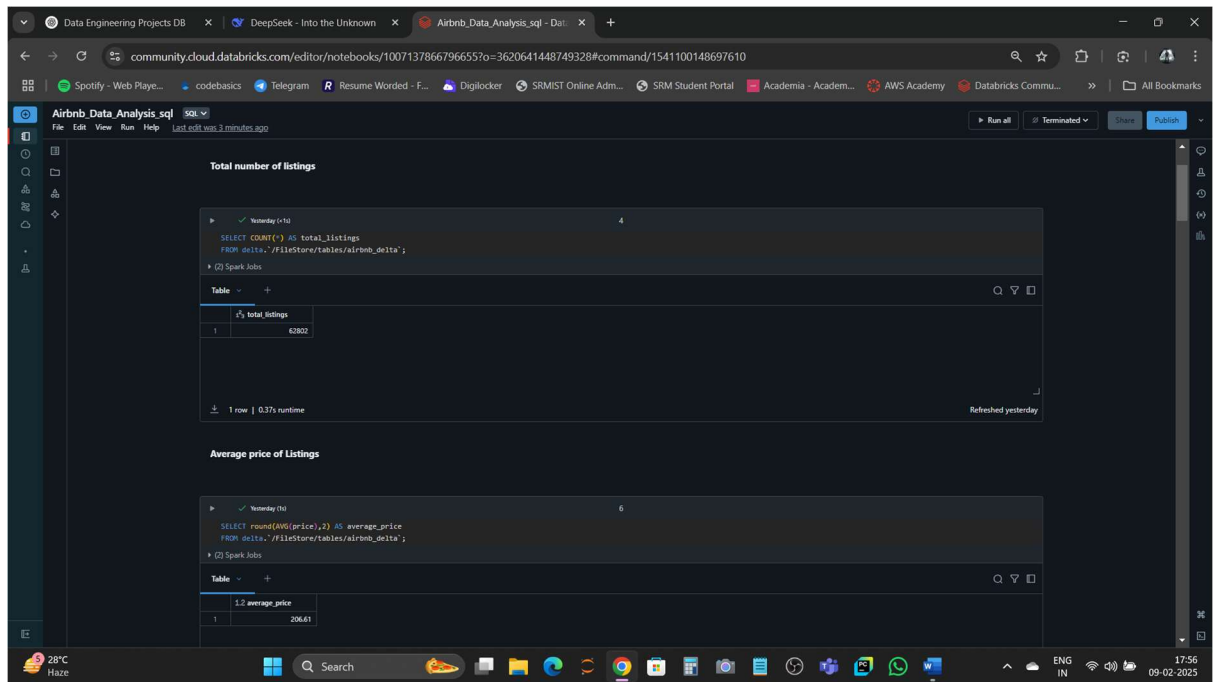 Data Engineering Projects DB
DeepSeek - Into the Unknown
Airbnb_Data_Analysis_sql - Dat
community.cloud.databricks.com/editor/notebooks/1007137866796655?o=3620641448749328#command/1541100148697610
Spotify - Web Playe...
codebasics
Telegram
Resume Worded - F...
Digilocker
SRMIST Online Adm...
SRM Student Portal
Academia - Academ...
AWS Academy
Databricks Commu...
All Bookmarks
Airbnb_Data_Analysis_sql SQL
File Edit View Run Help Last edit was 3 minutes ago
Run all
Terminated
Share
Publish
Total number of listings
Yesterday (<1s) 4
SELECT COUNT(*) AS total_listings
FROM delta.`/FileStore/tables/airbnb_delta`;
(2) Spark Jobs
Table +
total_listings
1 62802
1 row | 0.37s runtime
Refreshed yesterday
Average price of Listings
Yesterday (1s) 6
SELECT round(AVG(price),2) AS average_price
FROM delta.`/FileStore/tables/airbnb_delta`;
(2) Spark Jobs
Table +
1.2 average_price
1 206.61
5
28°C
Haze
Search
ENG
IN
17:56
09-02-2025